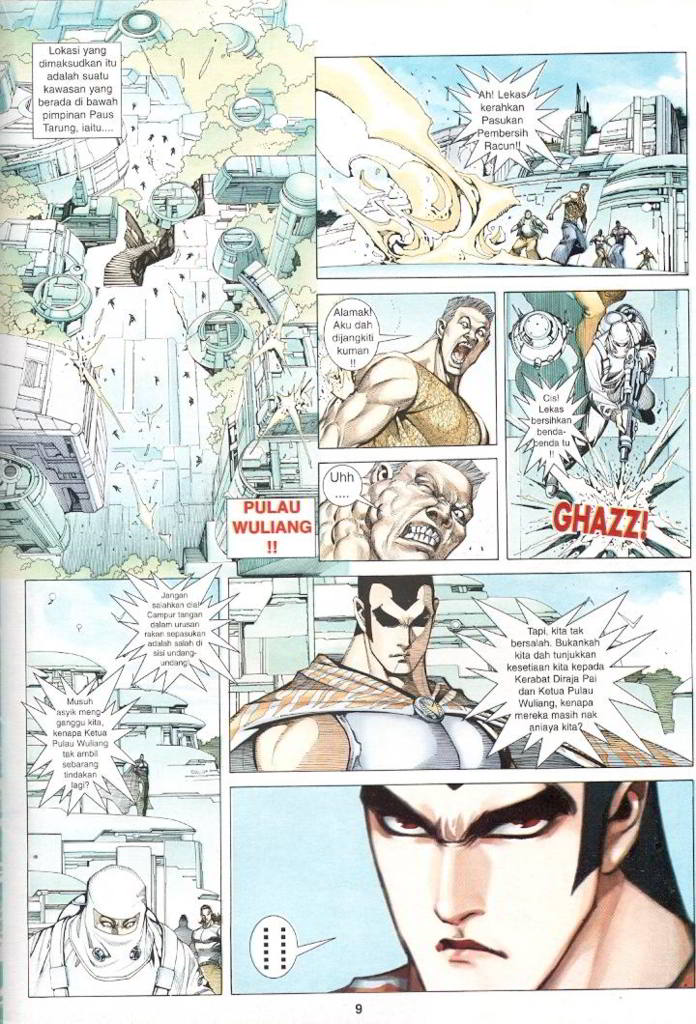 Lokasi yang
dimaksudkan itu
adalah suatu
kawasan yang
berada di bawah
pimpinan Paus
Tarung, iaitu....
PULAU
WULIANG
!!
Ah! Lekas
kerahkan
Pasukan
Pembersih
Racun!!
Alamak!
Aku dah
dijangkiti
kuman
!!
Uhh
....
Cis!
Lekas
bersihkan
benda-
benda tu
!!
GHAZZ!
Jangan
salahkan dia!
Campur tangan
dalam urusan
rakan sepasukan
adalah salah di
sisi undang-
undang!
Musuh
asyik meng-
ganggu kita,
kenapa Ketua
Pulau Wuliang
tak ambil
sebarang
tindakan
lagi?
Tapi, kita tak
bersalah. Bukankah
kita dah tunjukkan
kesetiaan kita kepada
Kerabat Diraja Pai
dan Ketua Pulau
Wuliang, kenapa
mereka masih nak
aniaya kita?
9